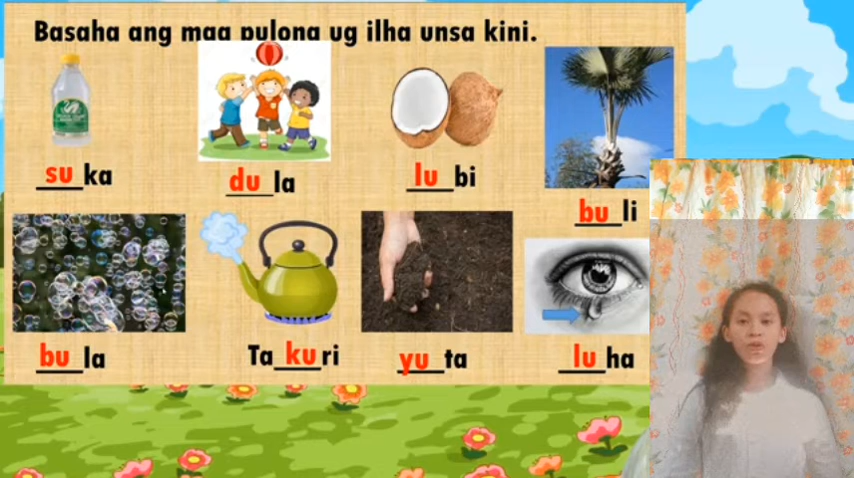 Basaha ang mga pulong ug ilha unsa kini.
su ka
du la
lu bi
bu li
bu la
Ta ku ri
yu ta
lu ha